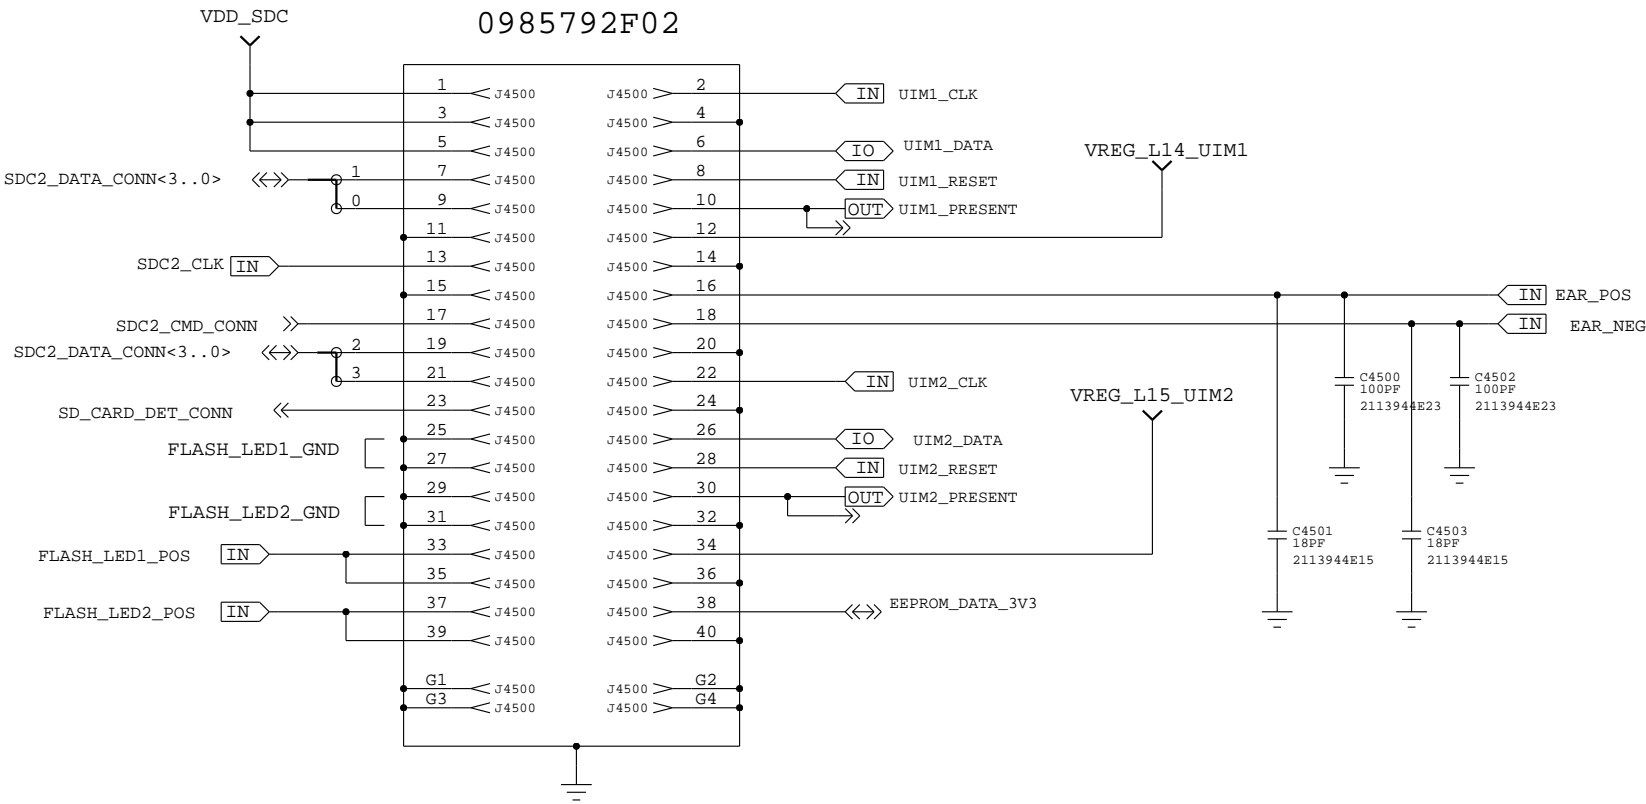 VDD_SDC
0985792F02
1 J4500 J4500 2 IN UIM1_CLK
3 J4500 J4500 4
5 J4500 J4500 6 IO UIM1_DATA
VREG_L14_UIM1
SDC2_DATA_CONN<3..0> 1 7 J4500 J4500 8 IN UIM1_RESET
0 9 J4500 J4500 10 OUT UIM1_PRESENT
11 J4500 J4500 12
SDC2_CLK IN 13 J4500 J4500 14
15 J4500 J4500 16 IN EAR_POS
SDC2_CMD_CONN 17 J4500 J4500 18 IN EAR_NEG
SDC2_DATA_CONN<3..0> 2 19 J4500 J4500 20
3 21 J4500 J4500 22 IN UIM2_CLK
C4500
100PF
2113944E23
C4502
100PF
2113944E23
VREG_L15_UIM2
SD_CARD_DET_CONN 23 J4500 J4500 24
25 J4500 J4500 26 IO UIM2_DATA
FLASH_LED1_GND
27 J4500 J4500 28 IN UIM2_RESET
29 J4500 J4500 30 OUT UIM2_PRESENT
FLASH_LED2_GND
31 J4500 J4500 32
C4501
18PF
2113944E15
C4503
18PF
2113944E15
FLASH_LED1_POS IN 33 J4500 J4500 34
35 J4500 J4500 36
FLASH_LED2_POS IN 37 J4500 J4500 38 EEPROM_DATA_3V3
39 J4500 J4500 40
G1 J4500 J4500 G2
G3 J4500 J4500 G4